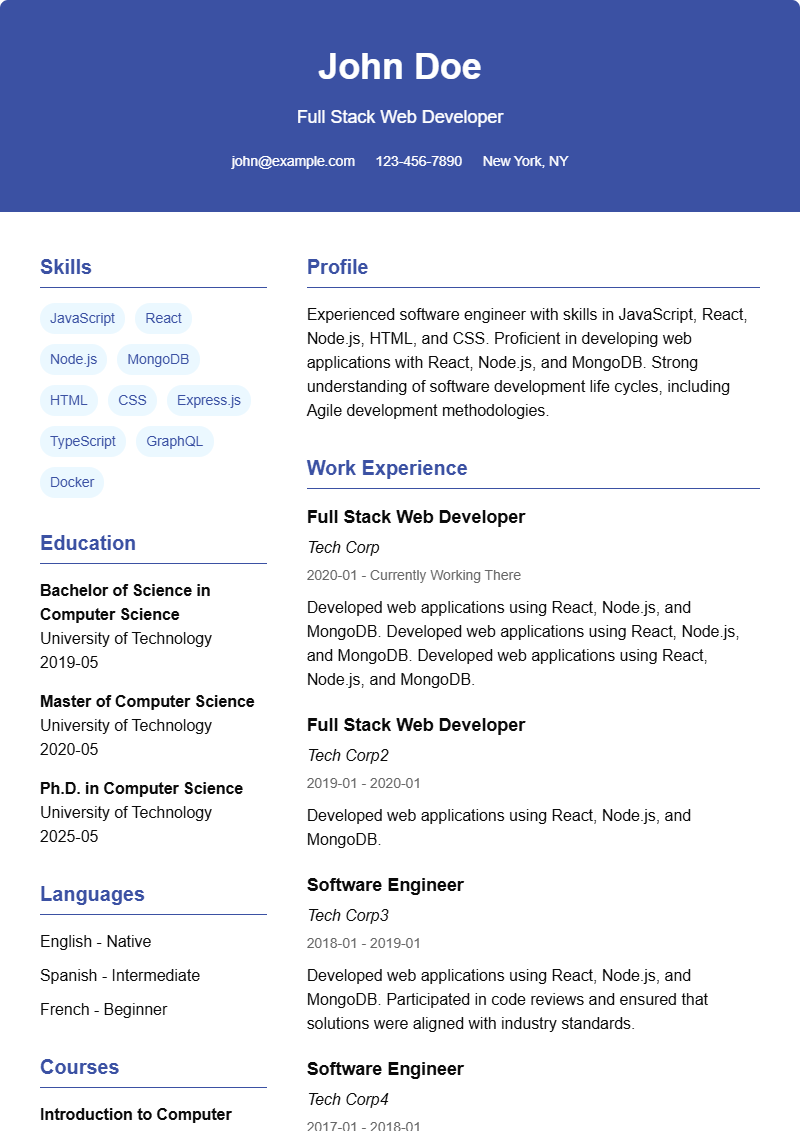 John Doe
Full Stack Web Developer
john@example.com 123-456-7890 New York, NY
Skills
JavaScript React
Node.js MongoDB
HTML CSS Express.js
TypeScript GraphQL
Docker
Education
Bachelor of Science in
Computer Science
University of Technology
2019-05
Master of Computer Science
University of Technology
2020-05
Ph.D. in Computer Science
University of Technology
2025-05
Languages
English - Native
Spanish - Intermediate
French - Beginner
Courses
Introduction to Computer
Profile
Experienced software engineer with skills in JavaScript, React,
Node.js, HTML, and CSS. Proficient in developing web
applications with React, Node.js, and MongoDB. Strong
understanding of software development life cycles, including
Agile development methodologies.
Work Experience
Full Stack Web Developer
Tech Corp
2020-01 - Currently Working There
Developed web applications using React, Node.js, and
MongoDB. Developed web applications using React, Node.js,
and MongoDB. Developed web applications using React,
Node.js, and MongoDB.
Full Stack Web Developer
Tech Corp2
2019-01 - 2020-01
Developed web applications using React, Node.js, and
MongoDB.
Software Engineer
Tech Corp3
2018-01 - 2019-01
Developed web applications using React, Node.js, and
MongoDB. Participated in code reviews and ensured that
solutions were aligned with industry standards.
Software Engineer
Tech Corp4
2017-01 - 2018-01